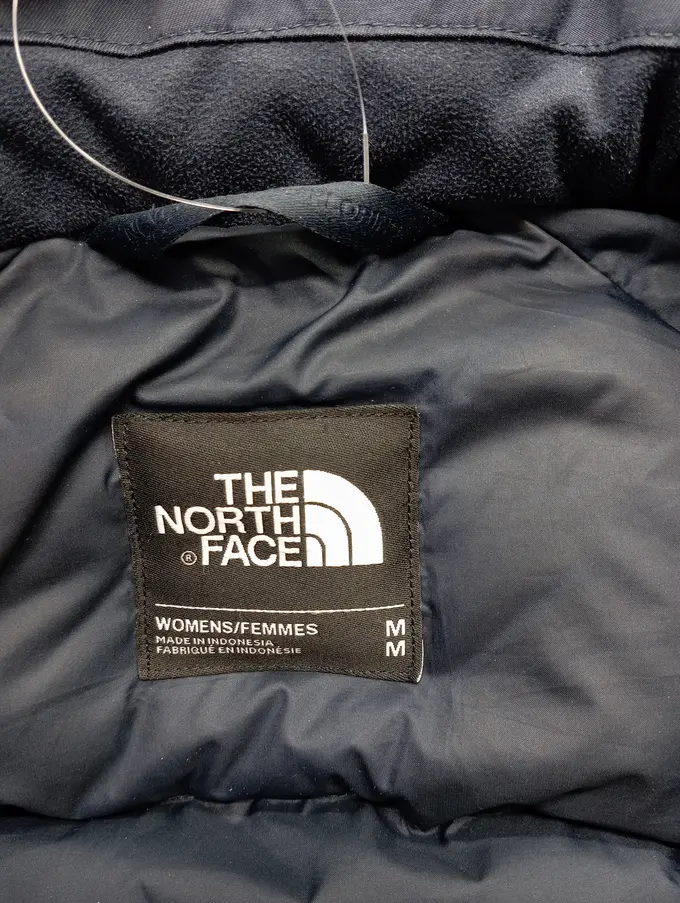 THE
NORTH
® FACE
WOMENS/FEMMES M
MADE IN INDONESIA
FABRIQUÉ EN INDONÉSIE M